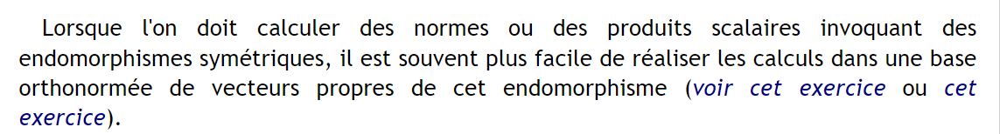 Lorsque l'on doit calculer des normes ou des produits scalaires invoquant des
endomorphismes symétriques, il est souvent plus facile de réaliser les calculs dans une base
orthonormée de vecteurs propres de cet endomorphisme (voir cet exercice ou cet
exercice).